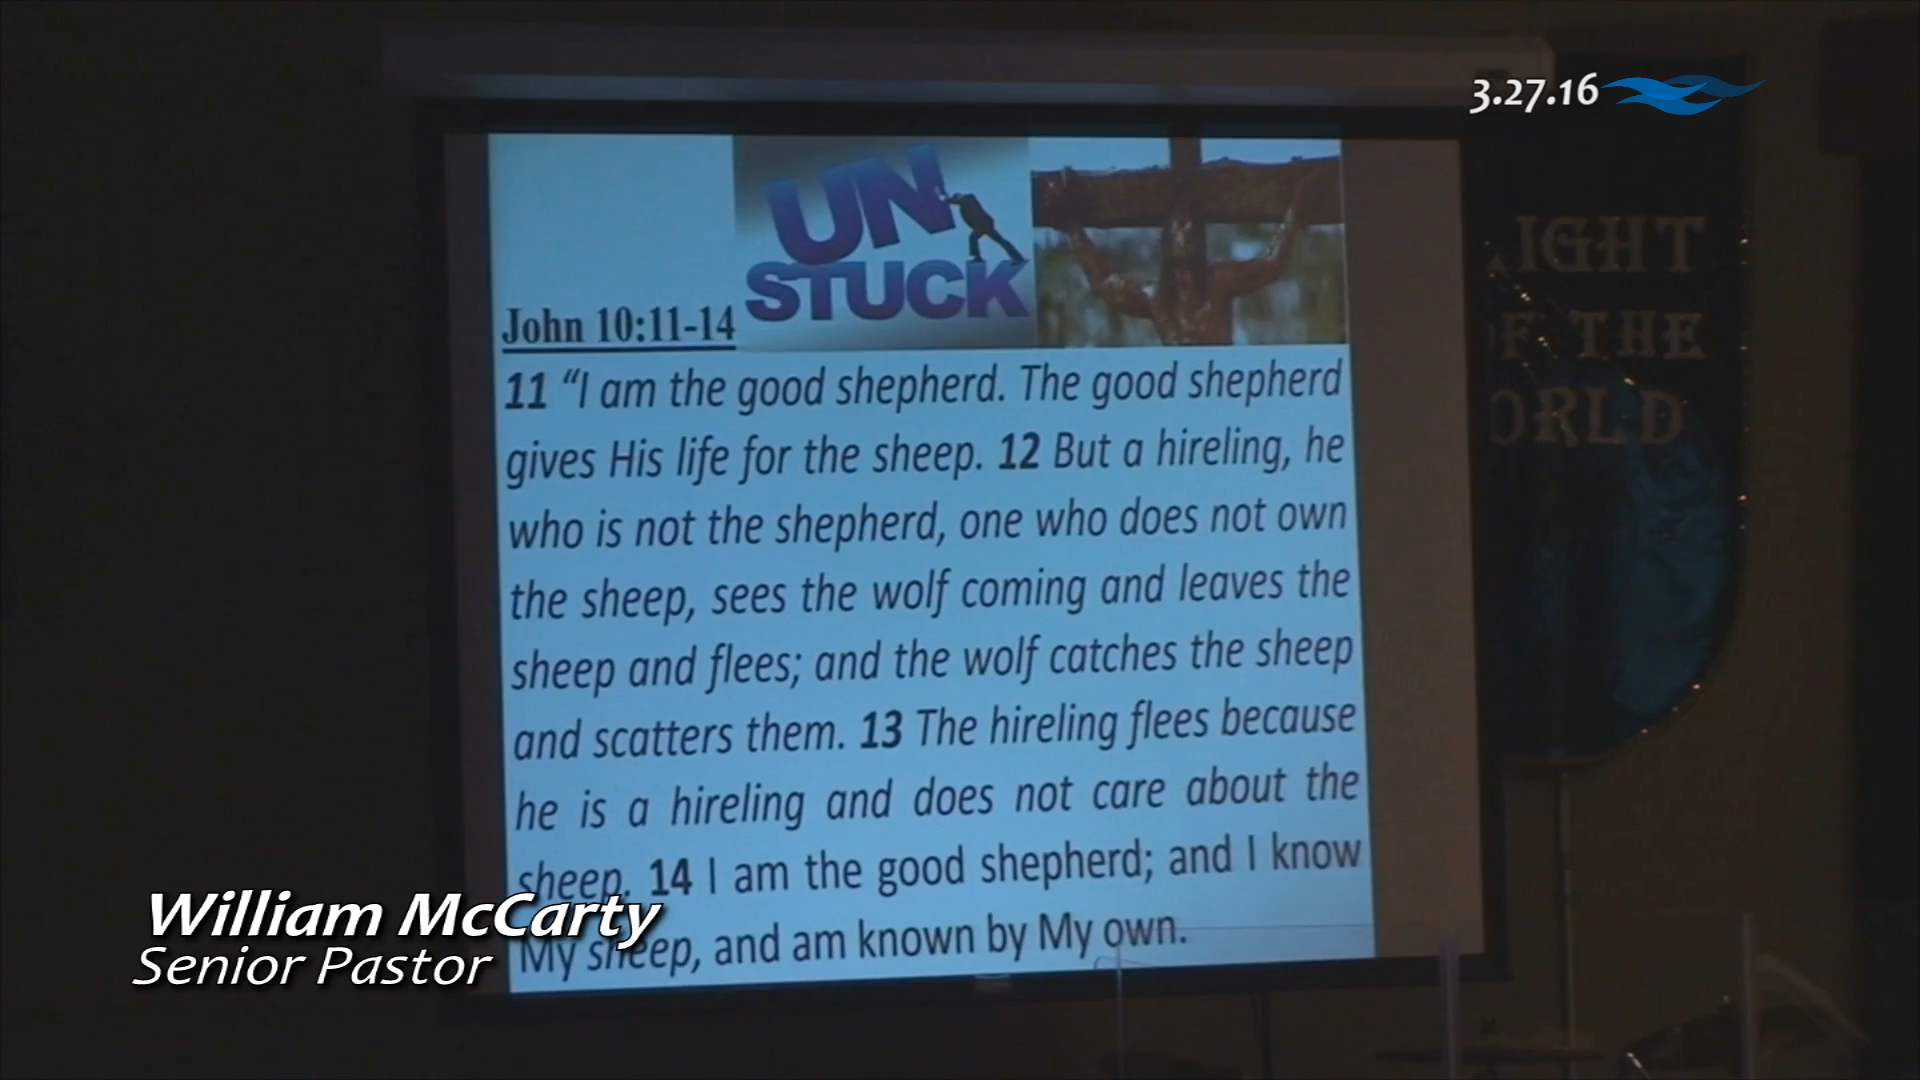 3.27.16
UN
STUCK
John 10:11-14
11 “I am the good shepherd. The good shepherd
gives His life for the sheep. 12 But a hireling, he
who is not the shepherd, one who does not own
the sheep, sees the wolf coming and leaves the
sheep and flees; and the wolf catches the sheep
and scatters them. 13 The hireling flees because
he is a hireling and does not care about the
sheep. 14 I am the good shepherd; and I know
My sheep, and am known by My own.
IGHT
OF THE
ORLD
William McCarty
Senior Pastor